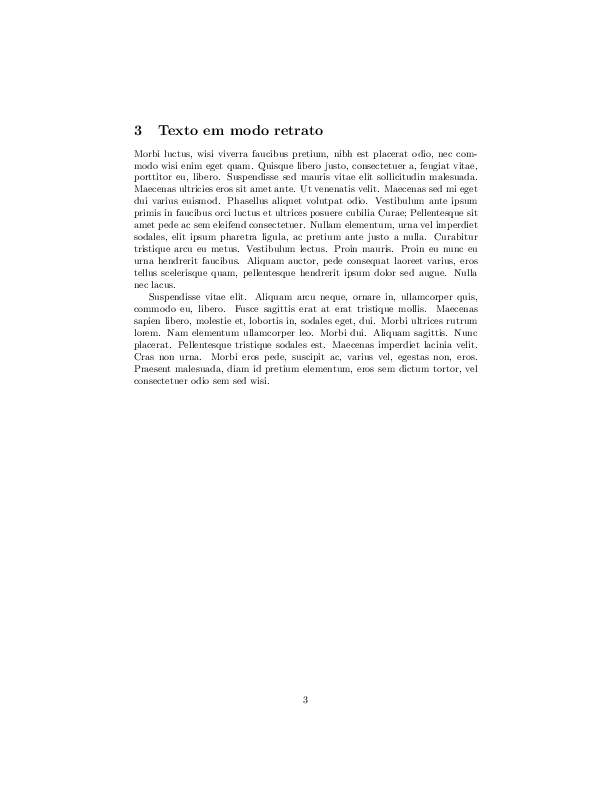 3 Texto em modo retrato
Morbi luctus, wisi viverra faucibus pretium, nibh est placerat odio, nec com-
modo wisi enim eget quam. Quisque libero justo, consectetuer a, feugiat vitae,
porttitor eu, libero. Suspendisse sed mauris vitae elit sollicitudin malesuada.
Maecenas ultricies eros sit amet ante. Ut venenatis velit. Maecenas sed mi eget
dui varius euismod. Phasellus aliquet volutpat odio. Vestibulum ante ipsum
primis in faucibus orci luctus et ultrices posuere cubilia Curae; Pellentesque sit
amet pede ac sem eleifend consectetuer. Nullam elementum, urna vel imperdiet
sodales, elit ipsum pharetra ligula, ac pretium ante justo a nulla. Curabitur
tristique arcu eu metus. Vestibulum lectus. Proin mauris. Proin eu nunc eu
urna hendrerit faucibus. Aliquam auctor, pede consequat laoreet varius, eros
tellus scelerisque quam, pellentesque hendrerit ipsum dolor sed augue. Nulla
nec lacus.
Suspendisse vitae elit. Aliquam arcu neque, ornare in, ullamcorper quis,
commodo eu, libero. Fusce sagittis erat at erat tristique mollis. Maecenas
sapien libero, molestie et, lobortis in, sodales eget, dui. Morbi ultrices rutrum
lorem. Nam elementum ullamcorper leo. Morbi dui. Aliquam sagittis. Nunc
placerat. Pellentesque tristique sodales est. Maecenas imperdiet lacinia velit.
Cras non urna. Morbi eros pede, suscipit ac, varius vel, egestas non, eros.
Praesent malesuada, diam id pretium elementum, eros sem dictum tortor, vel
consectetuer odio sem sed wisi.
3